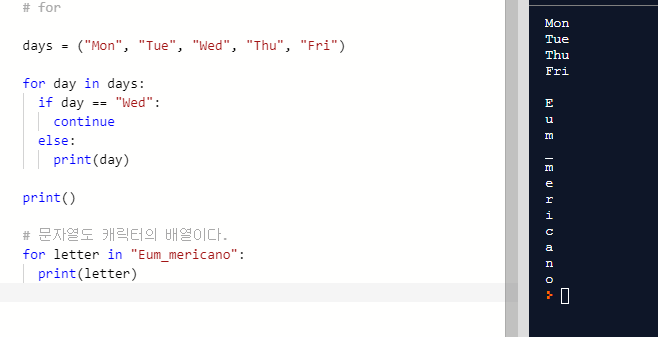 # for
days = ("Mon", "Tue", "Wed", "Thu", "Fri")
for day in days:
if day == "Wed":
continue
else:
print(day)
print()
# 문자열도 캐릭터의 배열이다.
for letter in "Eum_mericano":
print(letter)
Mon
Tue
Thu
Fri
E
u
m
_
m
e
r
i
c
a
n
o